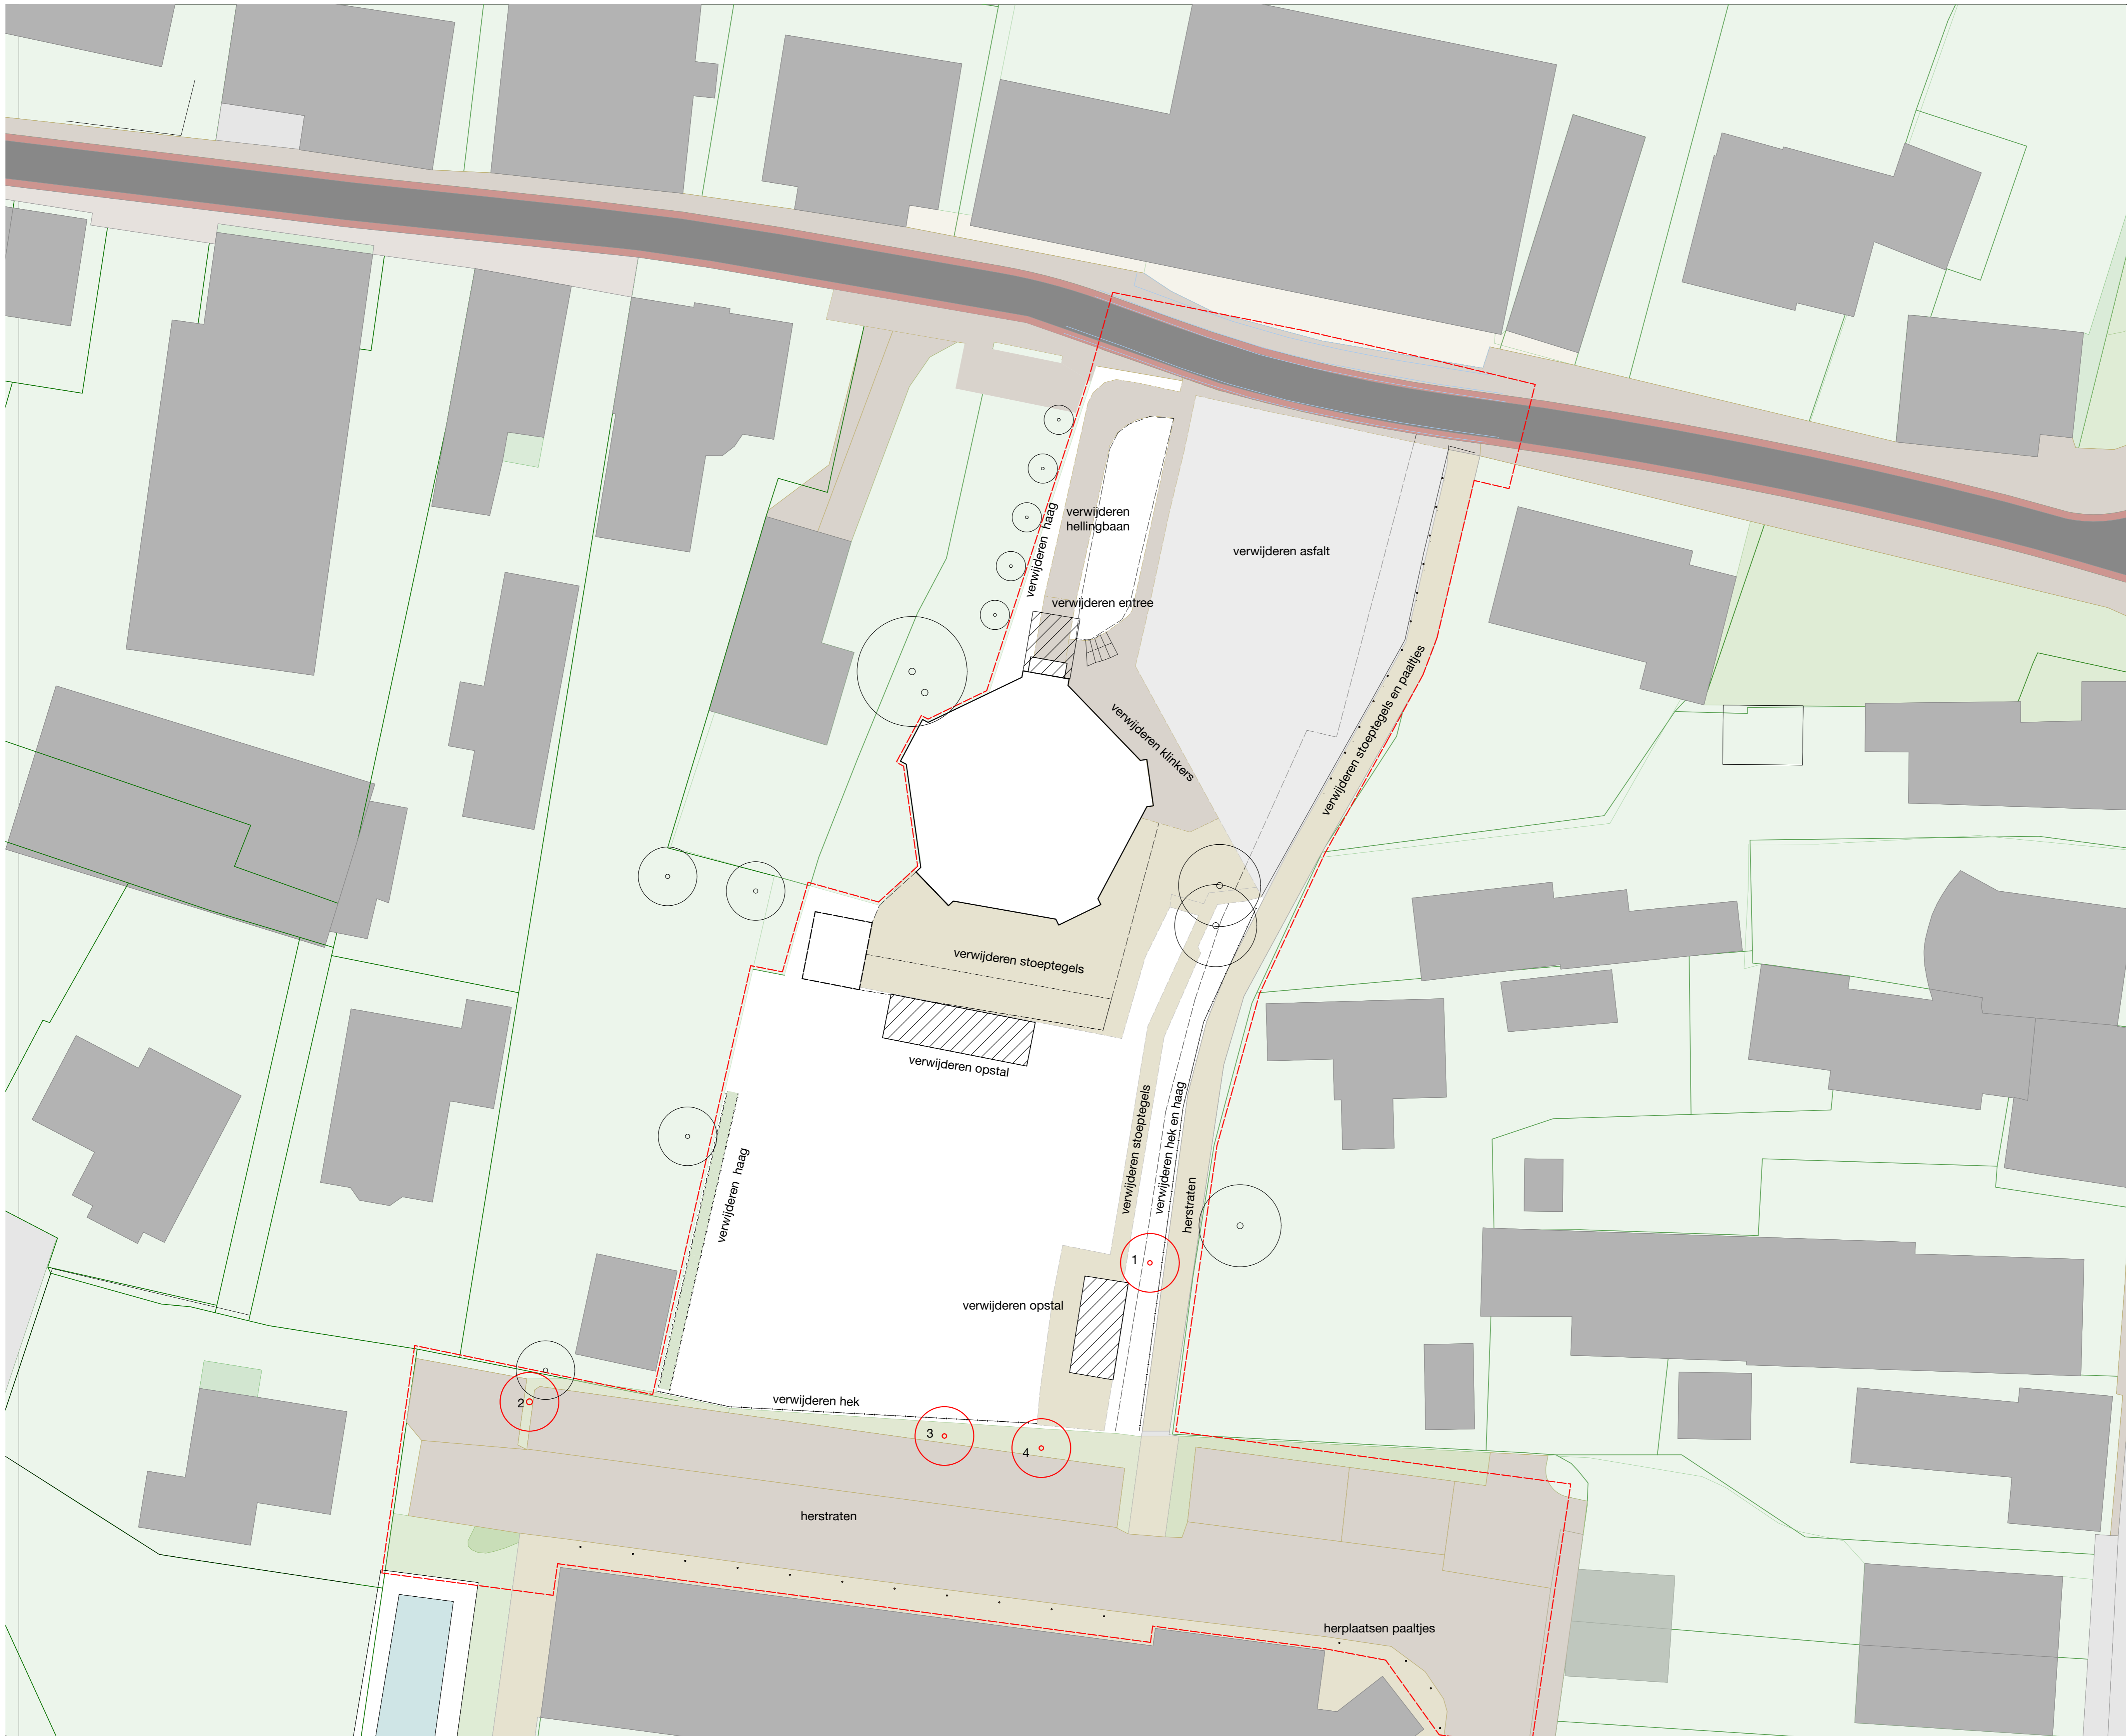 verwijderen haag
verwijderen
hellingbaan
verwijderen asfalt
verwijderen entree
verwijderen klinkers
verwijderen stoeptegels en paaltjes
verwijderen stoeptegels
verwijderen opstal
verwijderen stoeptegels
verwijderen hek en haag
verwijderen haag
herstraten
1
verwijderen opstal
verwijderen hek
2
3
4
herstraten
herplaatsen paaltjes